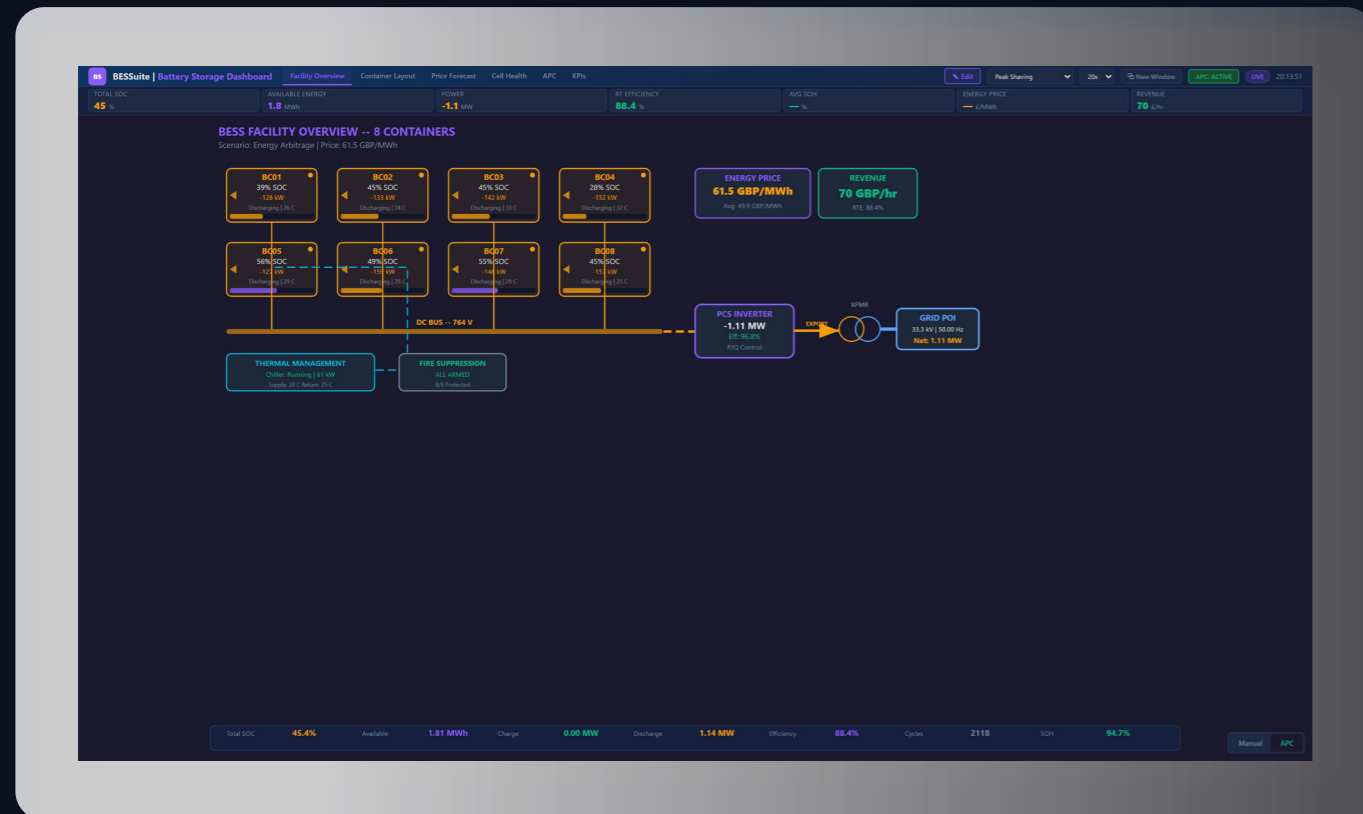 BS BESSuite | Battery Storage Dashboard Facility Overview Container Layout Price Forecast Cell Health APC KPIs Edit Peak Shaving 20x New Window APC: ACTIVE LIVE 20:13:51
TOTAL SOC AVAILABLE ENERGY POWER RT EFFICIENCY AVG SOH ENERGY PRICE REVENUE
45 % 1.8 MWh -1.1 MW 88.4 % — % — £/MWh 70 £/hr
BESS FACILITY OVERVIEW -- 8 CONTAINERS
Scenario: Energy Arbitrage | Price: 61.5 GBP/MWh
BC01
39% SOC
-126 kW
Discharging | 26 C
BC02
45% SOC
-133 kW
Discharging | 24 C
BC03
45% SOC
-142 kW
Discharging | 33 C
BC04
28% SOC
-152 kW
Discharging | 32 C
ENERGY PRICE
61.5 GBP/MWh
Avg: 49.9 GBP/MWh
REVENUE
70 GBP/hr
RTE: 88.4%
BC05
56% SOC
-127 kW
Discharging | 29 C
BC06
49% SOC
kW
Discharging | 29 C
BC07
55% SOC
-146 kW
Discharging | 29 C
BC08
45% SOC
kW
Discharging | 25 C
DC BUS -- 764 V
PCS INVERTER
-1.11 MW
Eff: 96.8%
P/Q Control
EXPORT
XFMR
GRID POI
33.3 kV | 50.00 Hz
Net: 1.11 MW
THERMAL MANAGEMENT
Chiller: Running | 61 kW
Supply: 20 C Return: 25 C
FIRE SUPPRESSION
ALL ARMED
8/8 Protected
Total SOC 45.4% Available 1.81 MWh Charge 0.00 MW Discharge 1.14 MW Efficiency 88.4% Cycles 2118 SOH 94.7%
Manual APC